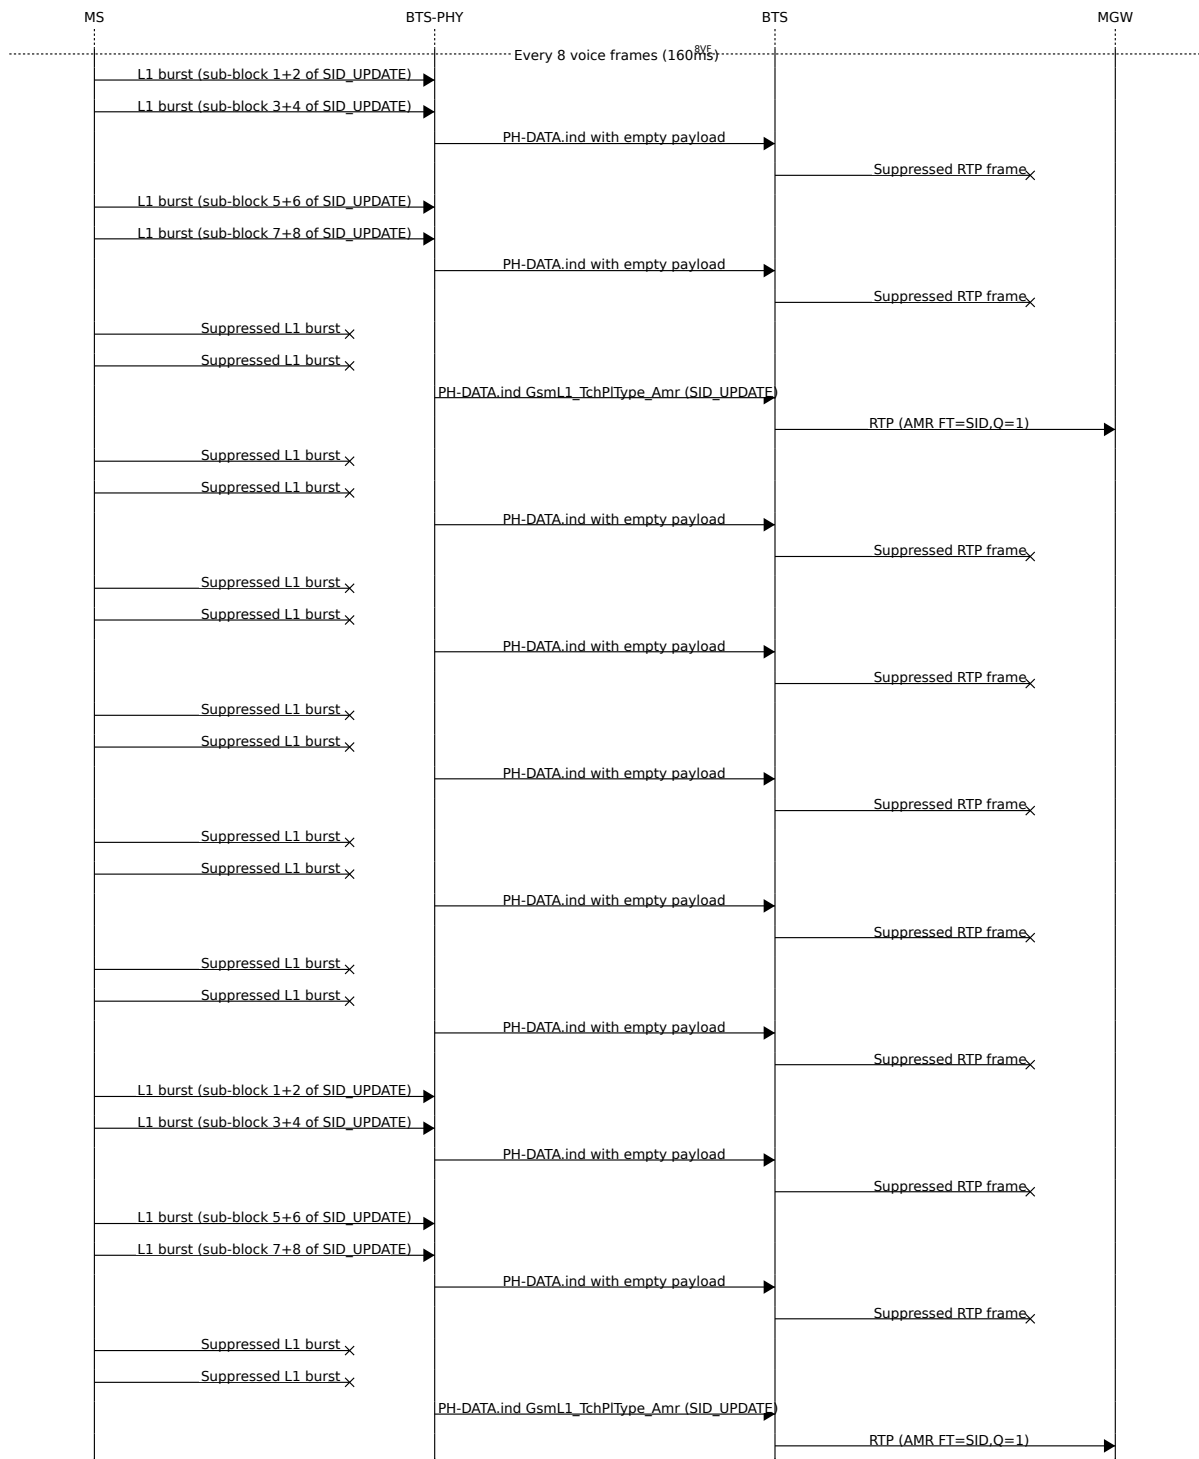 MS BTS-PHY BTS MGW
Every 8 voice frames (160ms) 8VF
L1 burst (sub-block 1+2 of SID_UPDATE)
L1 burst (sub-block 3+4 of SID_UPDATE)
PH-DATA.ind with empty payload
Suppressed RTP frame
L1 burst (sub-block 5+6 of SID_UPDATE)
L1 burst (sub-block 7+8 of SID_UPDATE)
PH-DATA.ind with empty payload
Suppressed RTP frame
Suppressed L1 burst
Suppressed L1 burst
PH-DATA.ind GsmL1_TchPlType_Amr (SID_UPDATE)
RTP (AMR FT=SID,Q=1)
Suppressed L1 burst
Suppressed L1 burst
PH-DATA.ind with empty payload
Suppressed RTP frame
Suppressed L1 burst
Suppressed L1 burst
PH-DATA.ind with empty payload
Suppressed RTP frame
Suppressed L1 burst
Suppressed L1 burst
PH-DATA.ind with empty payload
Suppressed RTP frame
Suppressed L1 burst
Suppressed L1 burst
PH-DATA.ind with empty payload
Suppressed RTP frame
Suppressed L1 burst
Suppressed L1 burst
PH-DATA.ind with empty payload
Suppressed RTP frame
L1 burst (sub-block 1+2 of SID_UPDATE)
L1 burst (sub-block 3+4 of SID_UPDATE)
PH-DATA.ind with empty payload
Suppressed RTP frame
L1 burst (sub-block 5+6 of SID_UPDATE)
L1 burst (sub-block 7+8 of SID_UPDATE)
PH-DATA.ind with empty payload
Suppressed RTP frame
Suppressed L1 burst
Suppressed L1 burst
PH-DATA.ind GsmL1_TchPlType_Amr (SID_UPDATE)
RTP (AMR FT=SID,Q=1)